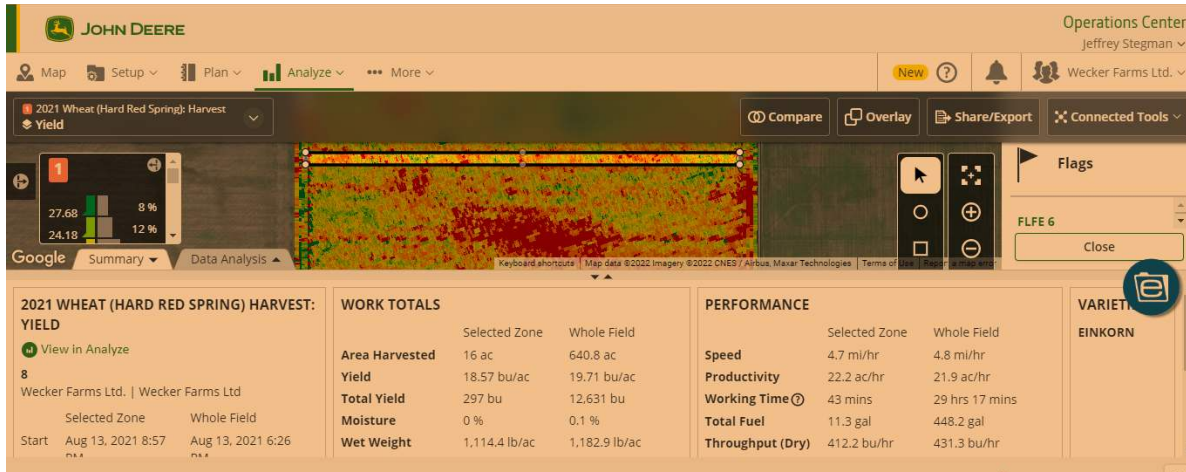 JOHN DEERE
Operations Center
Jeffrey Stegman
Map Setup Plan Analyze More
New
Wecker Farms Ltd.
1 2021 Wheat (Hard Red Spring): Harvest
Yield
Compare Overlay Share/Export Connected Tools
1
27.68 8 %
24.18 12 %
Flags
FLFE 6
Close
Google
Summary Data Analysis
Keyboard shortcuts Map data ©2022 Imagery ©2022 CNES / Airbus, Maxar Technologies Terms of Use Report a map error
2021 WHEAT (HARD RED SPRING) HARVEST:
YIELD
View in Analyze
8
Wecker Farms Ltd. | Wecker Farms Ltd
Selected Zone Whole Field
Start Aug 13, 2021 8:57 Aug 13, 2021 6:26
PM PM
WORK TOTALS
Selected Zone Whole Field
Area Harvested 16 ac 640.8 ac
Yield 18.57 bu/ac 19.71 bu/ac
Total Yield 297 bu 12,631 bu
Moisture 0 % 0.1 %
Wet Weight 1,114.4 lb/ac 1,182.9 lb/ac
PERFORMANCE
Selected Zone Whole Field
Speed 4.7 mi/hr 4.8 mi/hr
Productivity 22.2 ac/hr 21.9 ac/hr
Working Time 43 mins 29 hrs 17 mins
Total Fuel 11.3 gal 448.2 gal
Throughput (Dry) 412.2 bu/hr 431.3 bu/hr
EINKORN